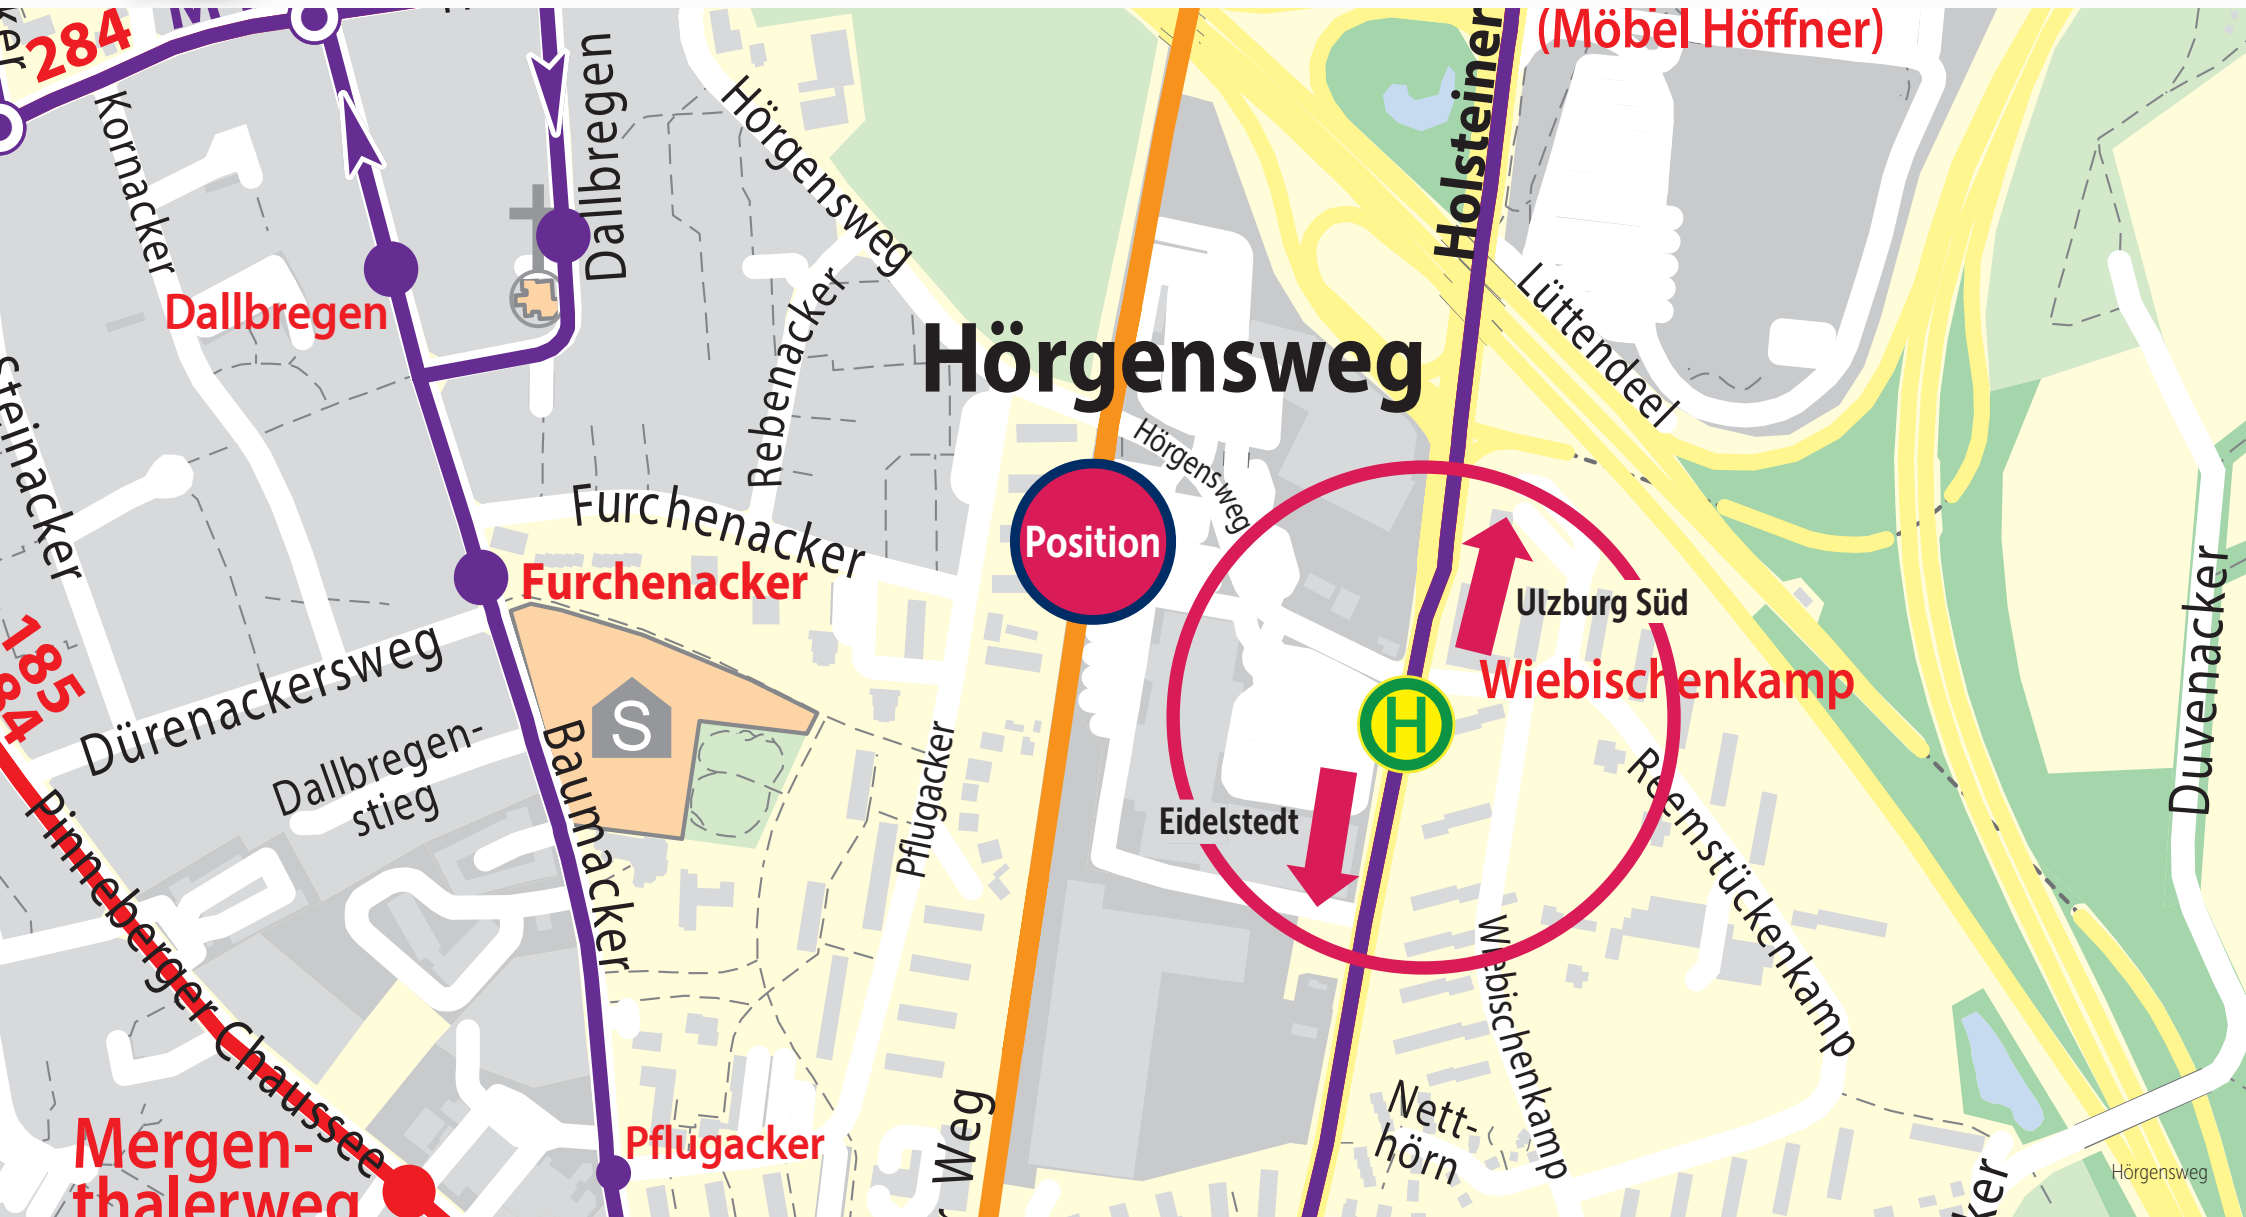 284
(Möbel Höffner)
Holsteiner
Dallbregen
Hörgensweg
Kornacker
Dallbregen
Lüttendeel
Rebenacker
Hörgensweg
Hörgensweg
Steinacker
Furchenacker
Position
Furchenacker
Ulzburg Süd
Duvenacker
185
Dürenackersweg
Wiebischenkamp
S
H
Dallbregen-
stieg
Baumacker
Pflugacker
Eidelstedt
Reemstückenkamp
Pinneberger Chaussee
Wiebischenkamp
Weg
Nett-
hörn
Mergen-
thalerweg
Pflugacker
Hörgensweg